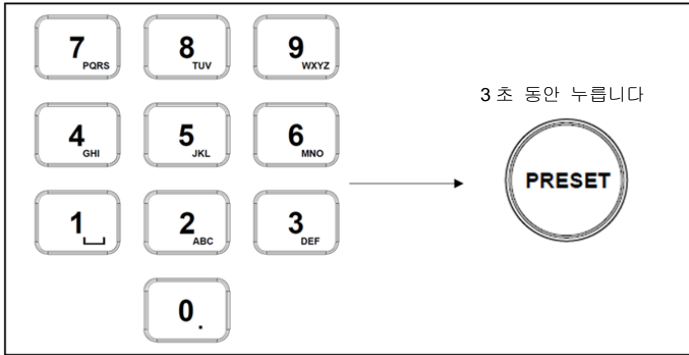 7 PQRS
8 TUV
9 WXYZ
3초 동안 누릅니다
4 GHI
5 JKL
6 MNO
PRESET
1
2 ABC
3 DEF
0 .